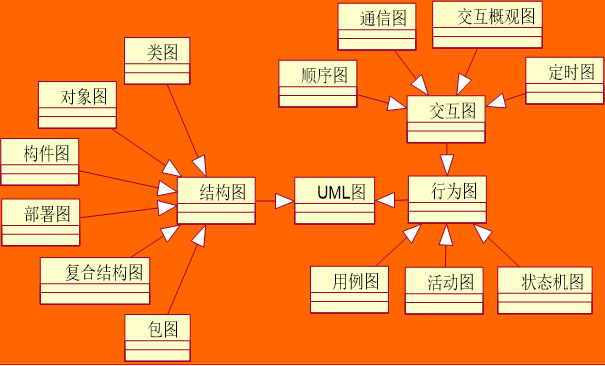 通信图
交互概观图
类图
顺序图
定时图
对象图
交互图
构件图
结构图
UML图
行为图
部署图
复合结构图
用例图
活动图
状态机图
包图